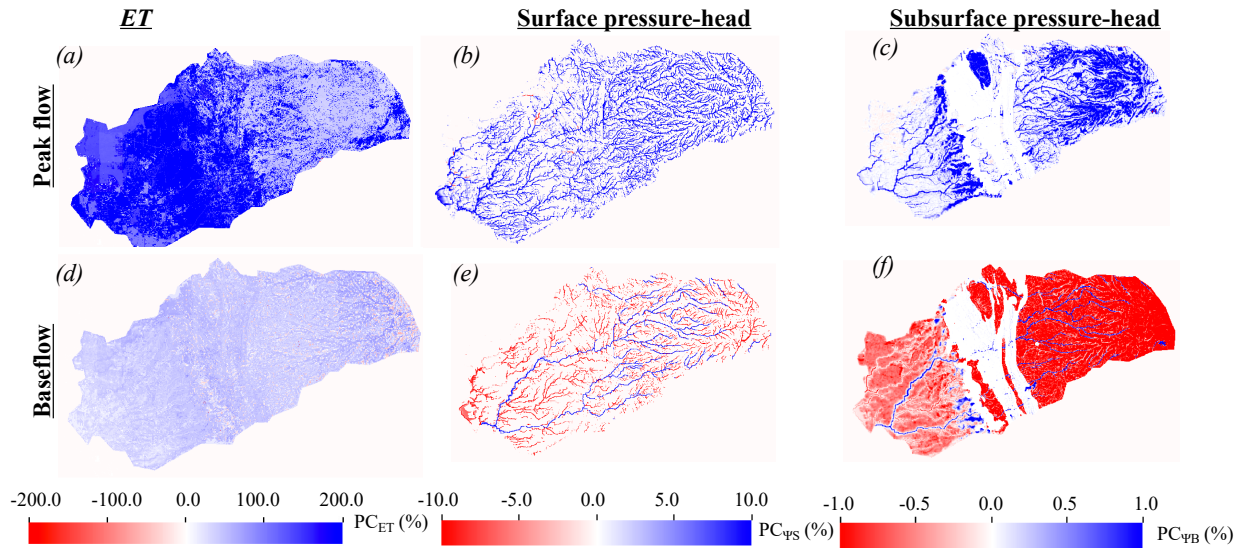 ET Surface pressure-head Subsurface pressure-head
Peak flow
(a) (b) (c)
Baseflow
(d) (e) (f)
-200.0 -100.0 0.0 100.0 200.0 PC_ET (%)
-10.0 -5.0 0.0 5.0 10.0 PC_ΨS (%)
-1.0 -0.5 0.0 0.5 1.0 PC_ΨB (%)